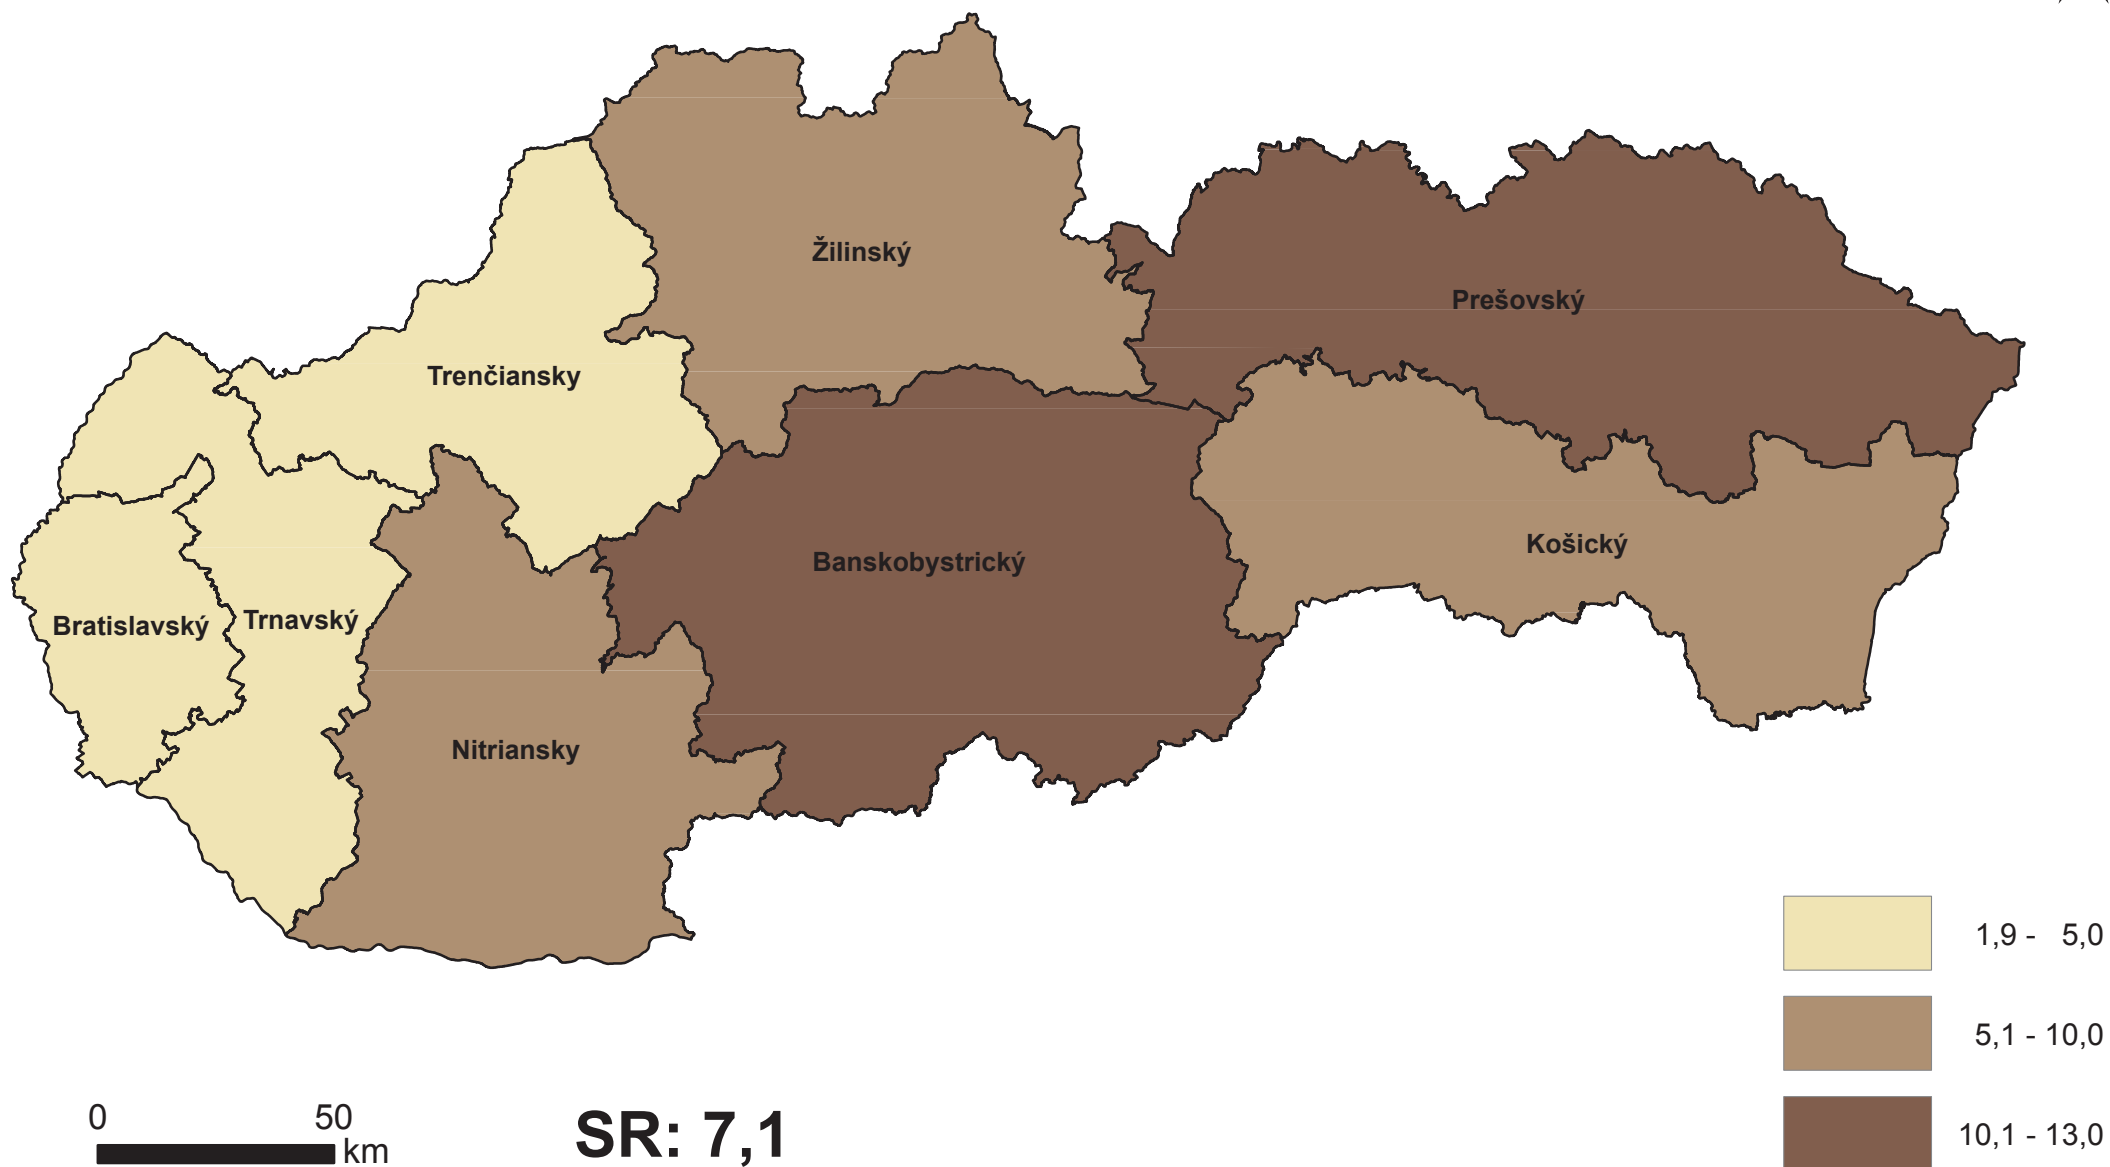 Žilinský
Prešovský
Trenčiansky
Košický
Banskobystrický
Bratislavský
Trnavský
Nitriansky
1,9 - 5,0
5,1 - 10,0
10,1 - 13,0
0 50
km
SR: 7,1